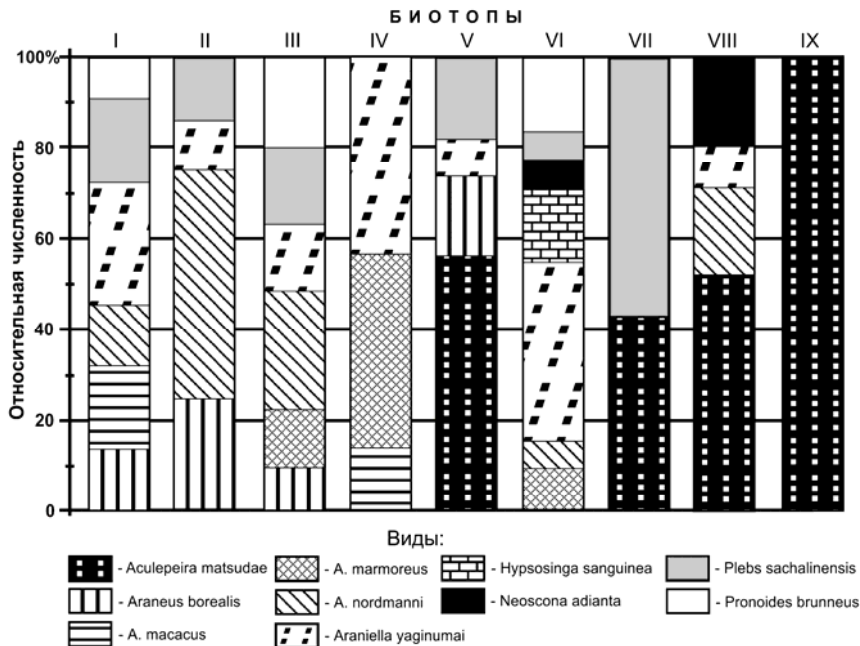 БИОТОПЫ
I II III IV V VI VII VIII IX
100%
80
60
40
20
0
Относительная численность
Виды:
- Aculepeira matsudae - A. marmoreus - Hypsosinga sanguinea - Plebs sachalinensis
- Araneus borealis - A. nordmanni - Neoscona adianta - Pronoides brunneus
- A. macacus - Araniella yaginumai